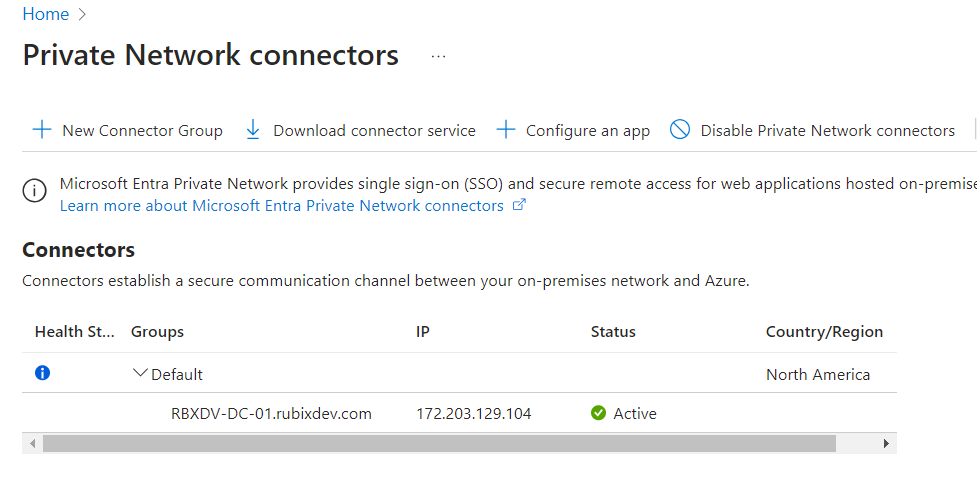 Home
Private Network connectors ...
New Connector Group Download connector service Configure an app Disable Private Network connectors
Microsoft Entra Private Network provides single sign-on (SSO) and secure remote access for web applications hosted on-premise
Learn more about Microsoft Entra Private Network connectors
Connectors
Connectors establish a secure communication channel between your on-premises network and Azure.
Health St... Groups IP Status Country/Region
Default North America
RBXDV-DC-01.rubixdev.com 172.203.129.104 Active